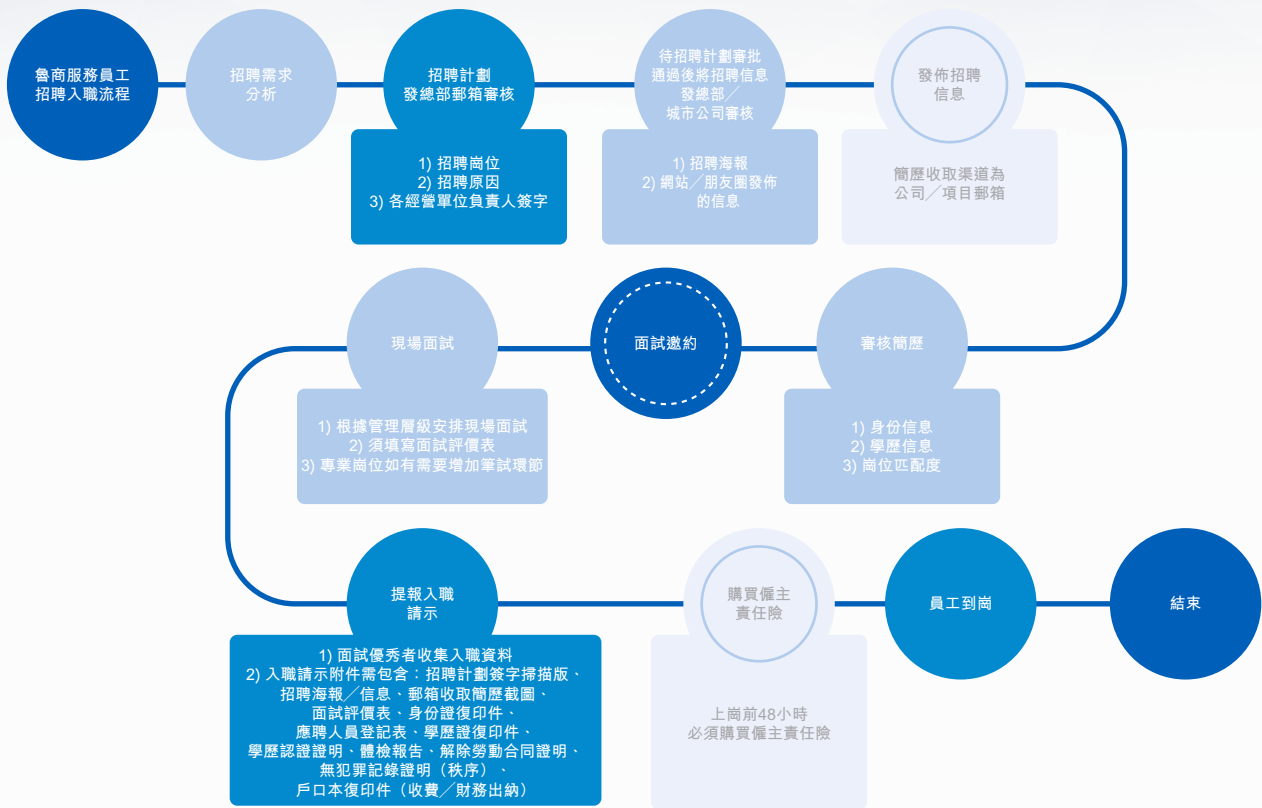 魯商服務員工
招聘入職流程
招聘需求
分析
招聘計劃
發總部郵箱審核
1) 招聘崗位
2) 招聘原因
3) 各經營單位負責人簽字
待招聘計劃審批
通過後將招聘信息
發總部／
城市公司審核
1) 招聘海報
2) 網站／朋友圈發佈
的信息
發佈招聘
信息
簡歷收取渠道為
公司／項目郵箱
審核簡歷
1) 身份信息
2) 學歷信息
3) 崗位匹配度
面試邀約
現場面試
1) 根據管理層級安排現場面試
2) 須填寫面試評價表
3) 專業崗位如有需要增加筆試環節
提報入職
請示
1) 面試優秀者收集入職資料
2) 入職請示附件需包含：招聘計劃簽字掃描版、
招聘海報／信息、郵箱收取簡歷截圖、
面試評價表、身份證復印件、
應聘人員登記表、學歷證復印件、
學歷認證證明、體檢報告、解除勞動合同證明、
無犯罪記錄證明（秩序）、
戶口本復印件（收費／財務出納）
購買僱主
責任險
上崗前48小時
必須購買僱主責任險
員工到崗
結束